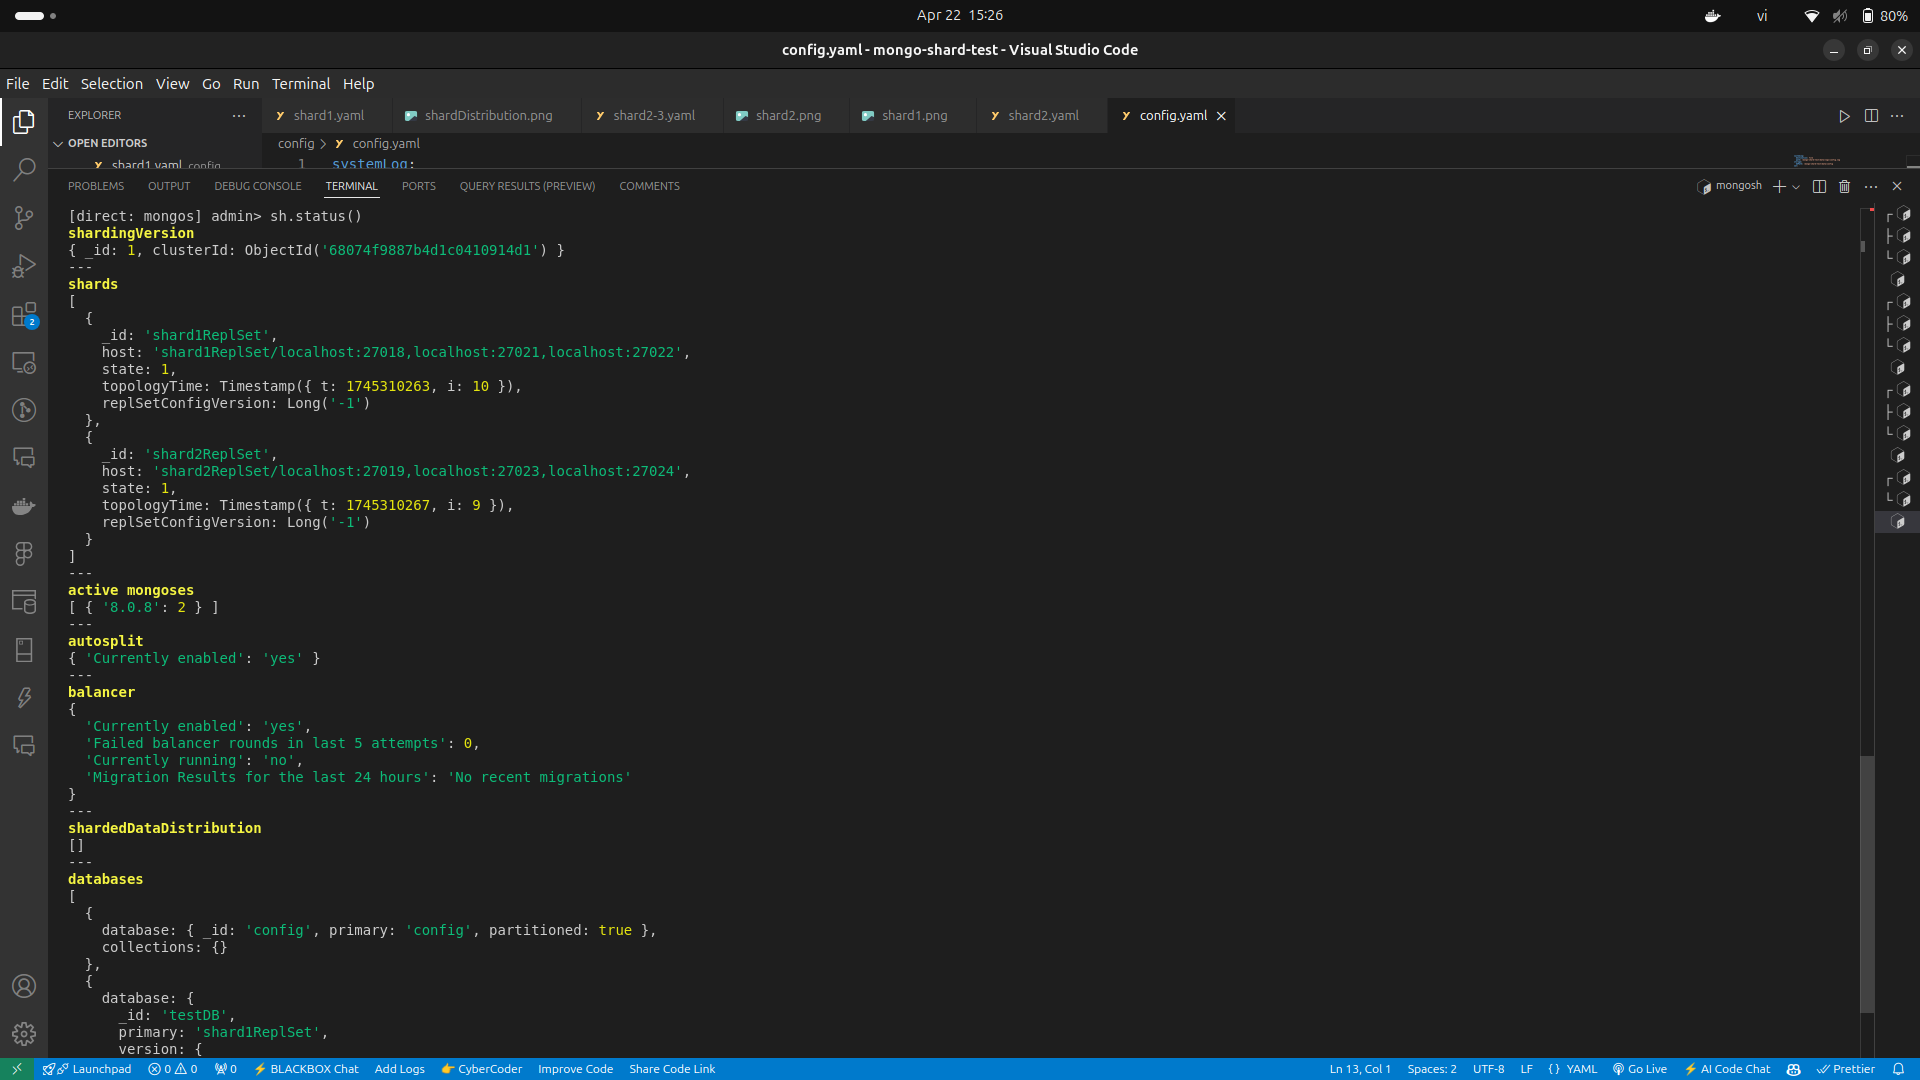 Apr 22 15:26
vi
80%
config.yaml - mongo-shard-test - Visual Studio Code
File Edit Selection View Go Run Terminal Help
EXPLORER
shard1.yaml shardDistribution.png shard2-3.yaml shard2.png shard1.png shard2.yaml config.yaml
OPEN EDITORS
config > config.yaml
shard1.yaml config
1 systemLog:
PROBLEMS OUTPUT DEBUG CONSOLE TERMINAL PORTS QUERY RESULTS (PREVIEW) COMMENTS
mongosh
[direct: mongos] admin> sh.status()
shardingVersion
{ _id: 1, clusterId: ObjectId('68074f9887b4d1c0410914d1') }
---
shards
[
{
_id: 'shard1ReplSet',
host: 'shard1ReplSet/localhost:27018,localhost:27021,localhost:27022',
state: 1,
topologyTime: Timestamp({ t: 1745310263, i: 10 }),
replSetConfigVersion: Long('-1')
},
{
_id: 'shard2ReplSet',
host: 'shard2ReplSet/localhost:27019,localhost:27023,localhost:27024',
state: 1,
topologyTime: Timestamp({ t: 1745310267, i: 9 }),
replSetConfigVersion: Long('-1')
}
]
---
active mongoses
[ { '8.0.8': 2 } ]
---
autosplit
{ 'Currently enabled': 'yes' }
---
balancer
{
'Currently enabled': 'yes',
'Failed balancer rounds in last 5 attempts': 0,
'Currently running': 'no',
'Migration Results for the last 24 hours': 'No recent migrations'
}
---
shardedDataDistribution
[]
---
databases
[
{
database: { _id: 'config', primary: 'config', partitioned: true },
collections: {}
},
{
database: {
_id: 'testDB',
primary: 'shard1ReplSet',
version: {
2
Launchpad 0 0 0 BLACKBOX Chat Add Logs CyberCoder Improve Code Share Code Link
Ln 13, Col 1 Spaces: 2 UTF-8 LF {} YAML Go Live AI Code Chat Prettier